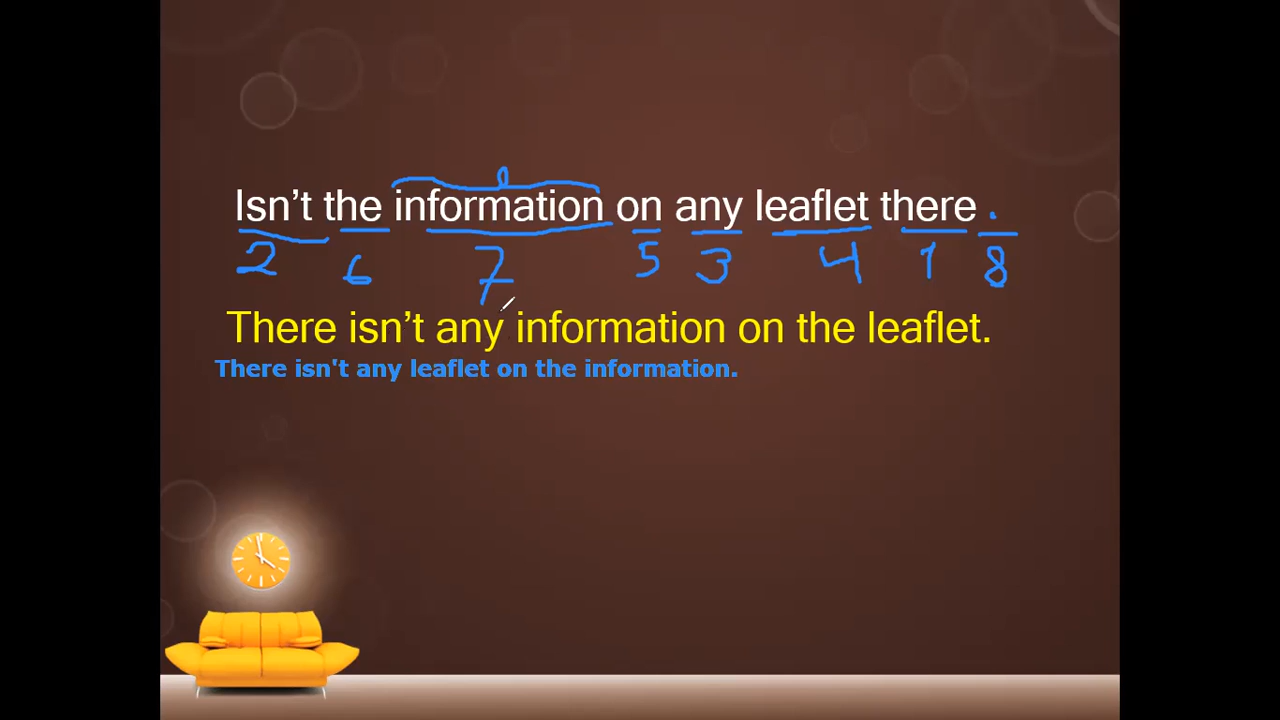 Isn't the information on any leaflet there .
2 6 7 5 3 4 1 8
There isn't any information on the leaflet.
There isn't any leaflet on the information.